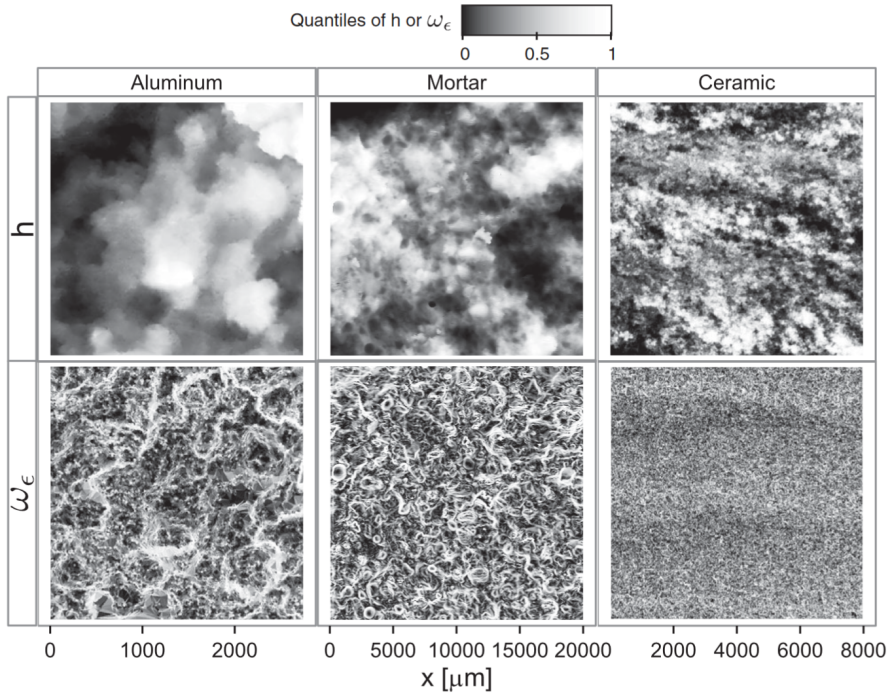 Quantiles of h or ωϵ
0 0.5 1
Aluminum Mortar Ceramic
h
ωϵ
0 1000 2000 0 5000 10000 15000 20000 2000 4000 6000 8000
x [μm]